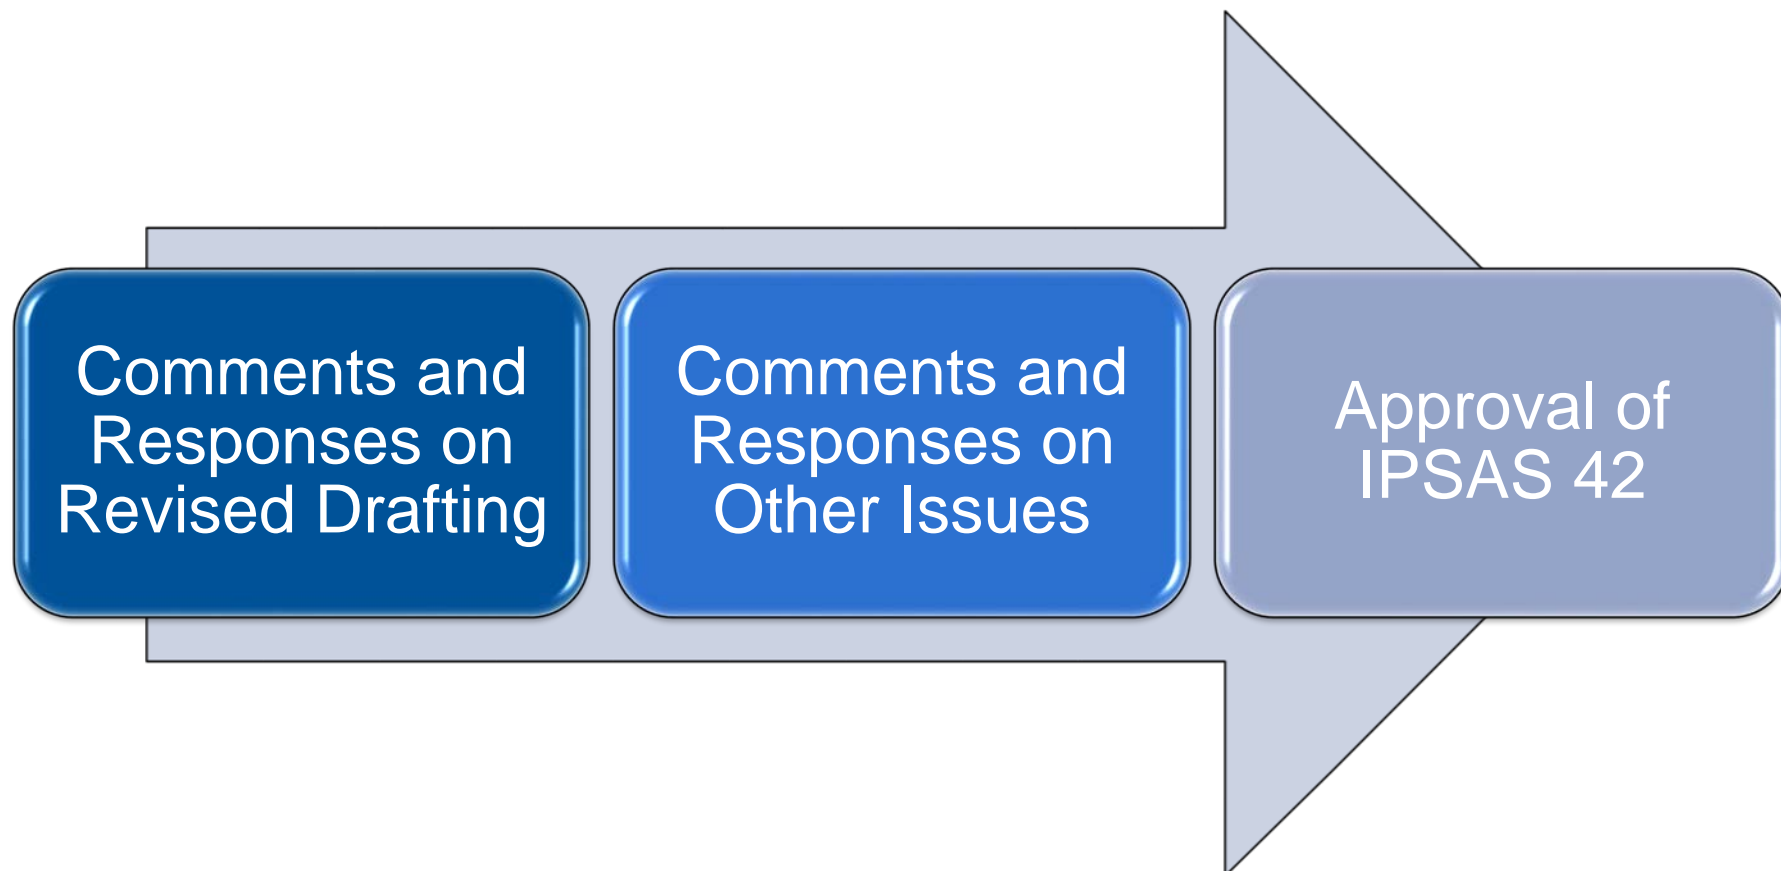 Comments and
Responses on
Revised Drafting
Comments and
Responses on
Other Issues
Approval of
IPSAS 42